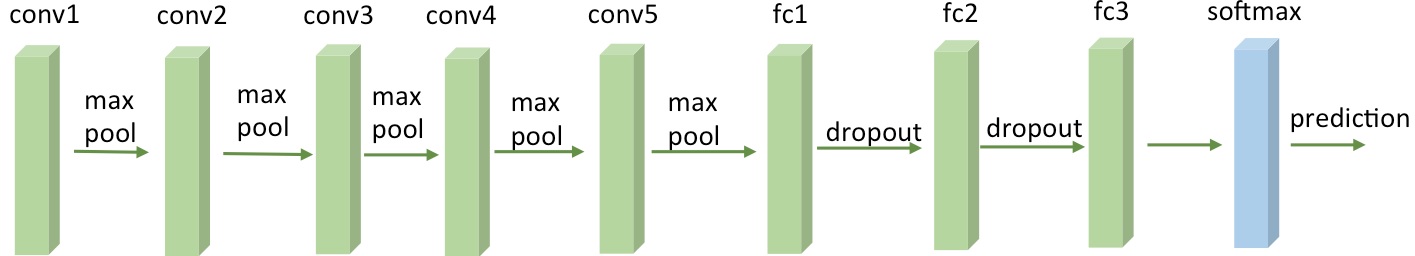 conv1
conv2
conv3
conv4
conv5
fc1
fc2
fc3
softmax
max
pool
max
pool
max
pool
max
pool
max
pool
dropout
dropout
prediction